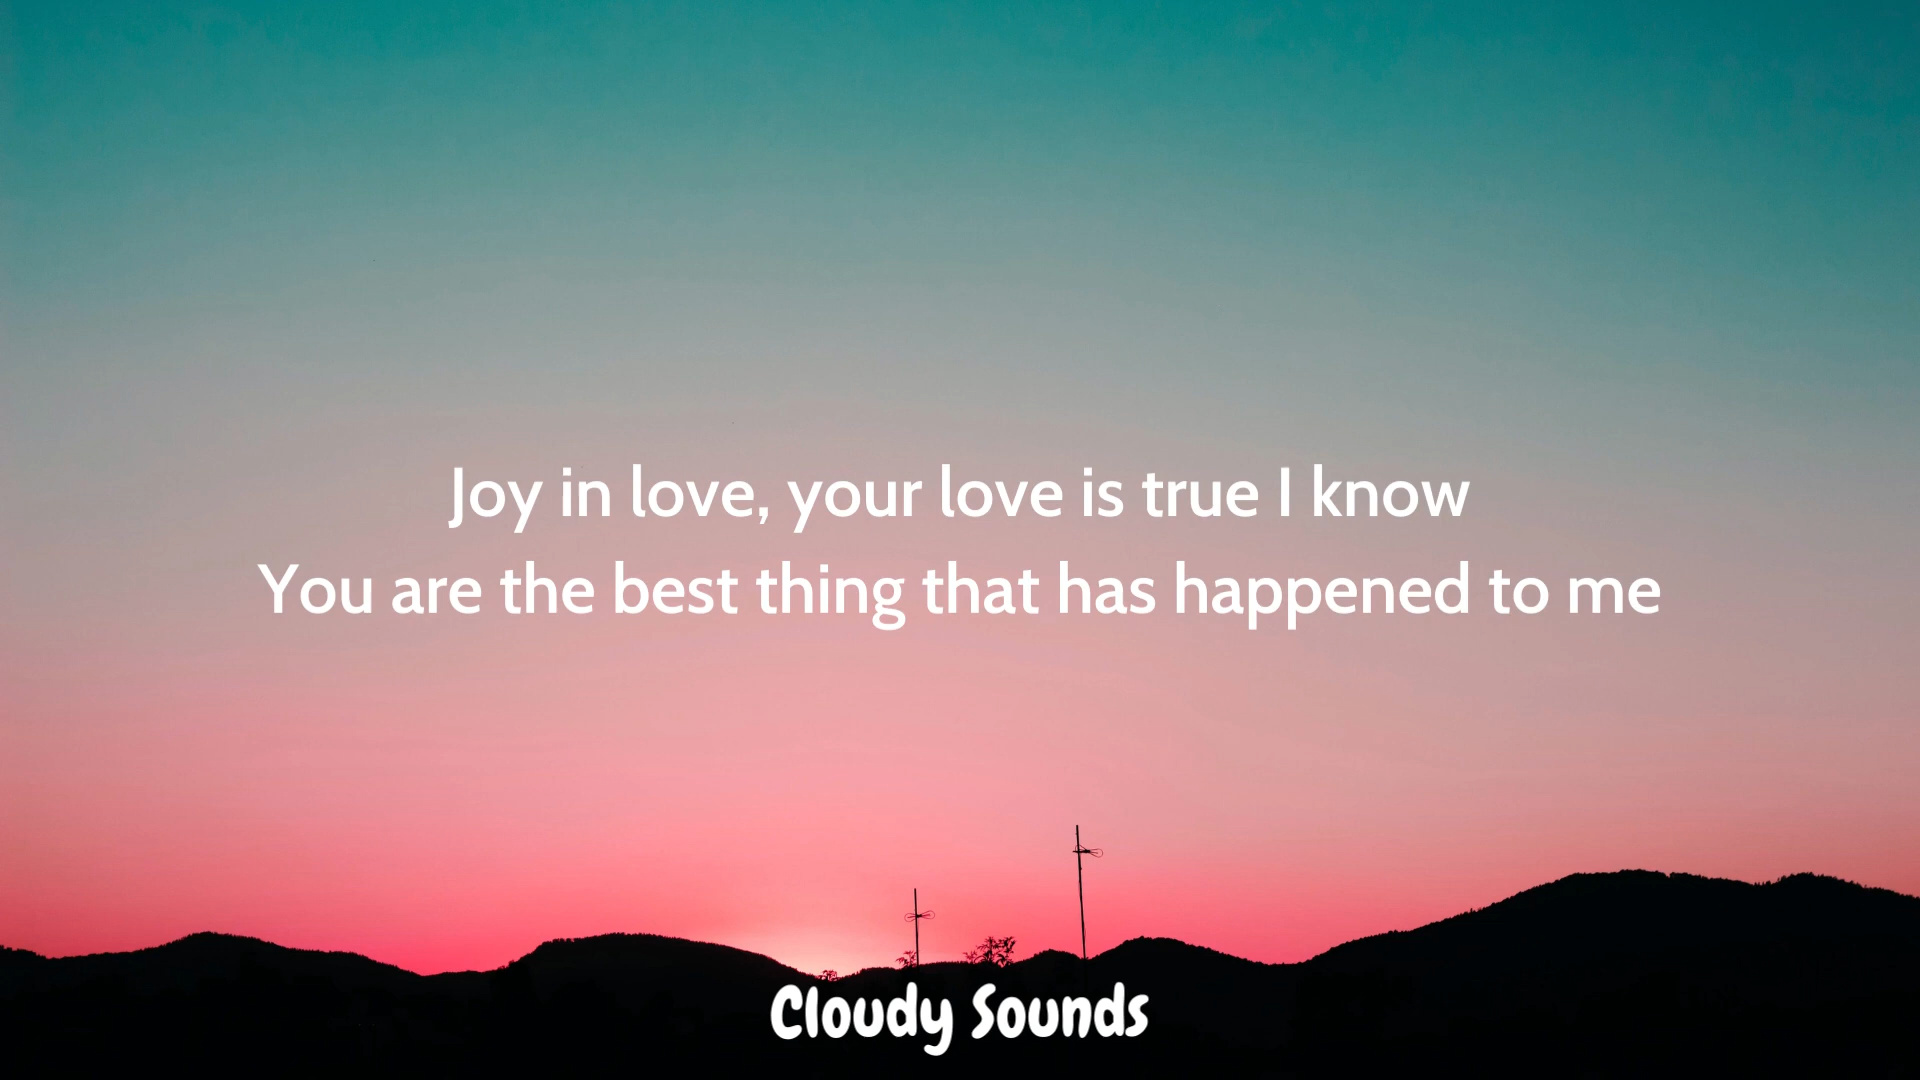 Joy in love, your love is true I know
You are the best thing that has happened to me
Cloudy Sounds